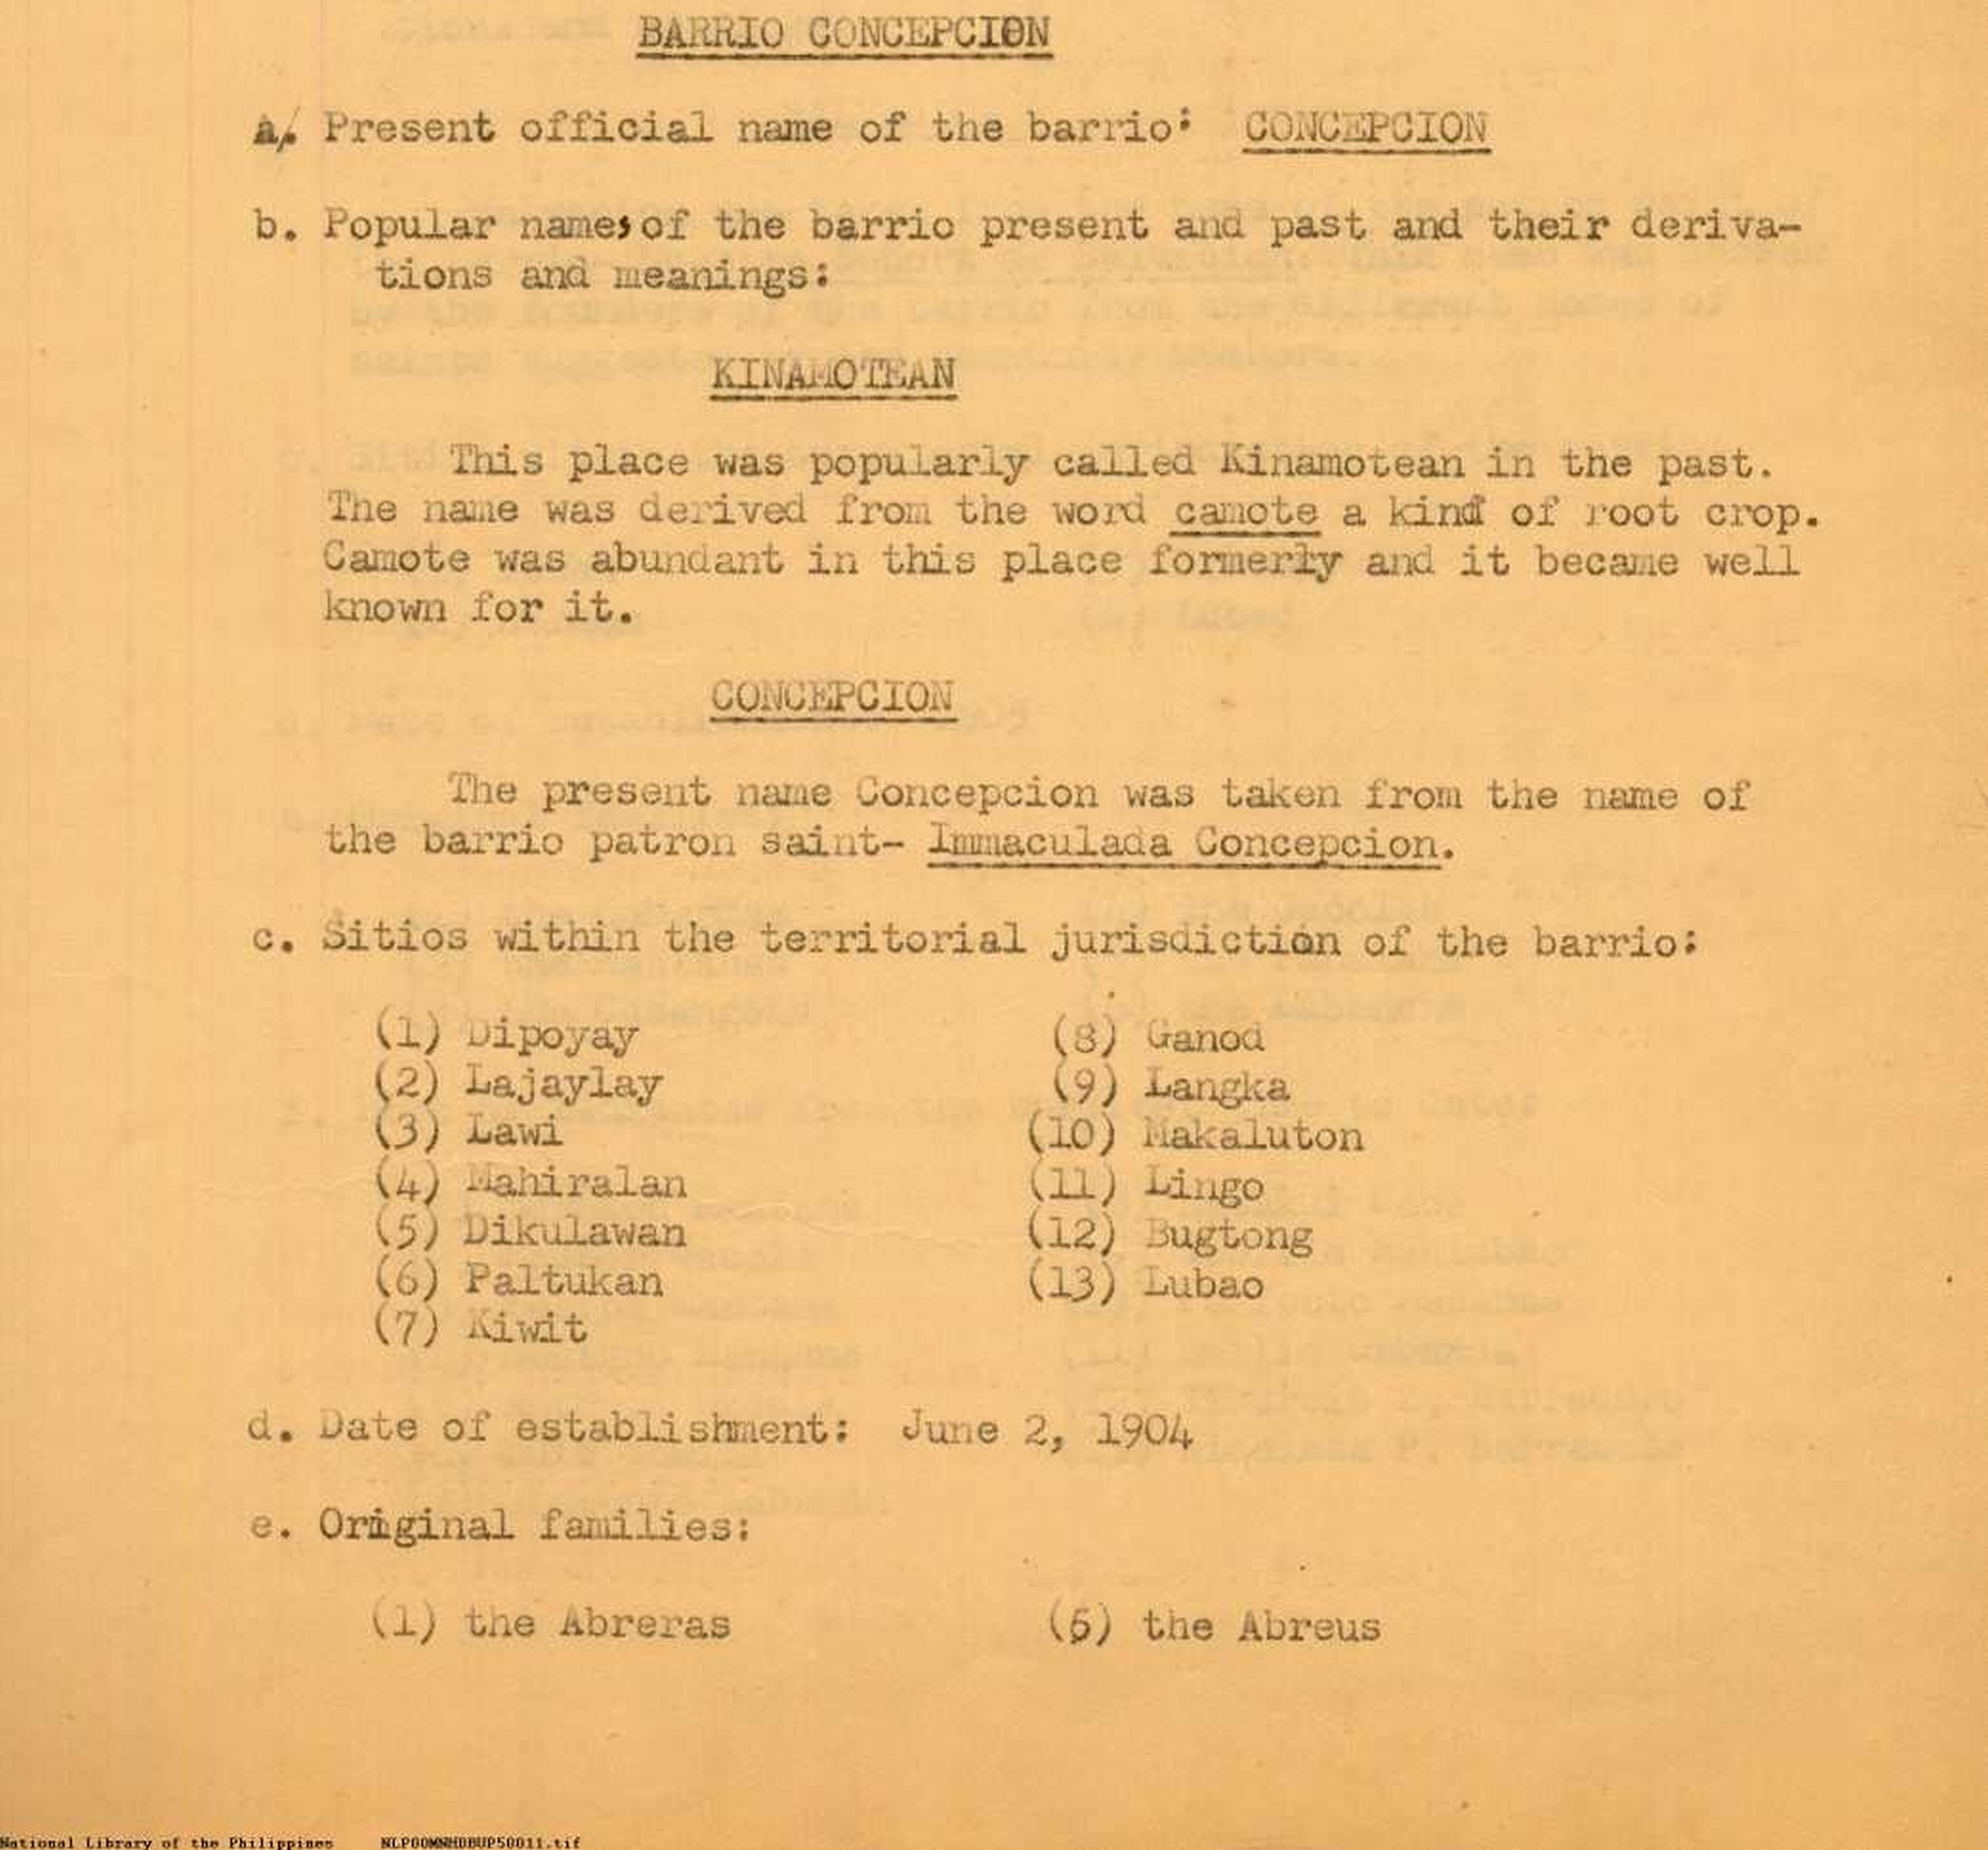 BARRIO CONCEPCION
a. Present official name of the barrio: CONCEPCION
b. Popular names of the barrio present and past and their deriva-
tions and meanings:
KINAMOTEAN
This place was popularly called Kinamotean in the past.
The name was derived from the word camote a kind of root crop.
Camote was abundant in this place formerly and it became well
known for it.
CONCEPCION
The present name Concepcion was taken from the name of
the barrio patron saint- Immaculada Concepcion.
c. Sitios within the territorial jurisdiction of the barrio:
(1) Dipoyay (8) Ganod
(2) Lajaylay (9) Langka
(3) Lawi (10) Makaluton
(4) Mahiralan (11) Lingo
(5) Dikulawan (12) Bugtong
(6) Paltukan (13) Lubao
(7) Kiwit
d. Date of establishment: June 2, 1904
e. Original families:
(1) the Abreras (5) the Abreus
National Library of the Philippines NLPOOMNHDBUP50011.tif